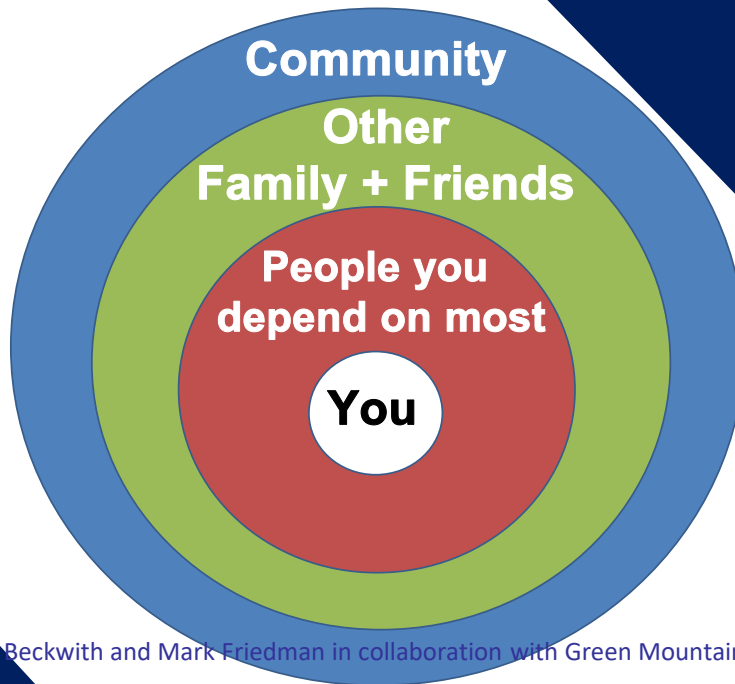 Community
Other
Family + Friends
People you
depend on most
You
Beckwith and Mark Friedman in collaboration with Green Mountain